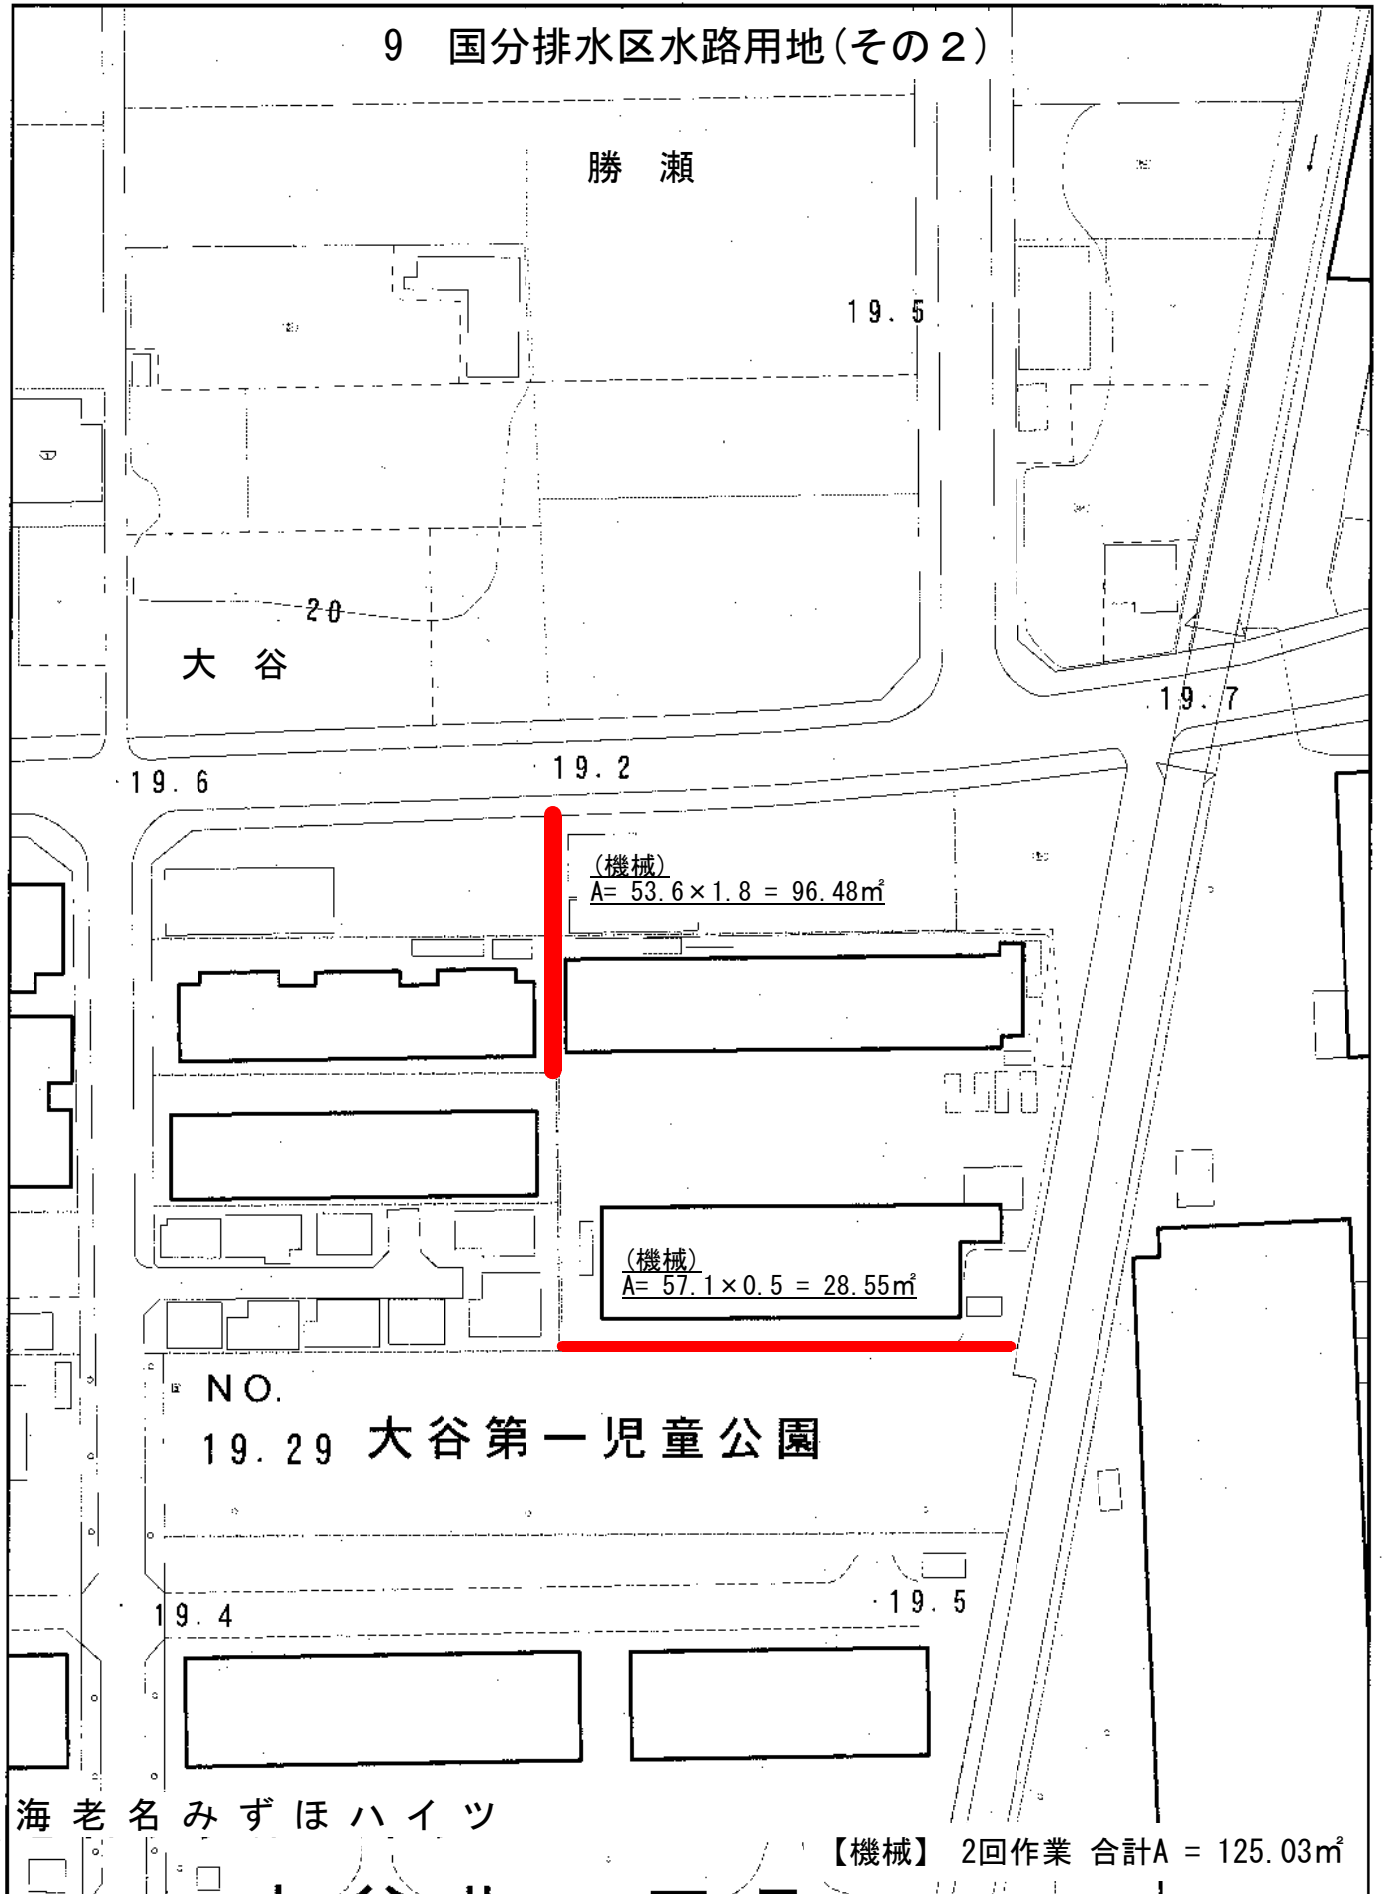 9　国分排水区水路用地(その２)
勝　瀬
19.5
20
大　谷
19.7
19.6
19.2
(機械)
A= 53.6×1.8 = 96.48㎡
(機械)
A= 57.1×0.5 = 28.55㎡
NO.
19.29 大谷第一児童公園
19.4
19.5
海老名みずほハイツ
【機械】 2回作業 合計A = 125.03㎡